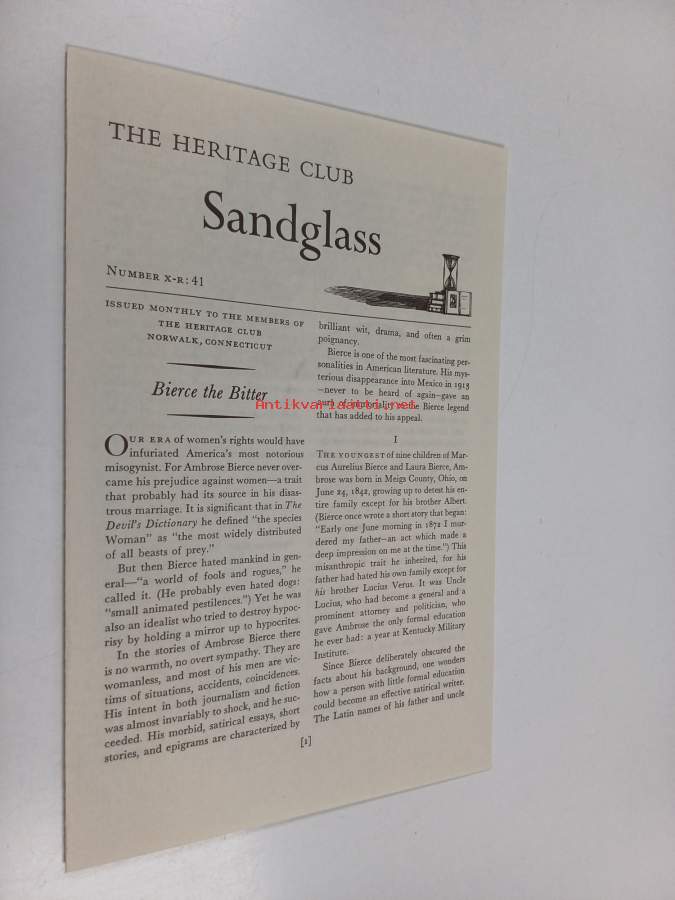 THE HERITAGE CLUB
Sandglass
NUMBER X-R: 41
ISSUED MONTHLY TO THE MEMBERS OF
THE HERITAGE CLUB
NORWALK, CONNECTICUT
Bierce the Bitter
OUR ERA of women's rights would have
infuriated America's most notorious
misogynist. For Ambrose Bierce never over-
came his prejudice against women—a trait
that probably had its source in his disas-
trous marriage. It is significant that in The
Devil's Dictionary he defined "the species
Woman" as "the most widely distributed
of all beasts of prey."
But then Bierce hated mankind in gen-
eral—"a world of fools and rogues," he
called it. (He probably even hated dogs:
"small animated pestilences.") Yet he was
also an idealist who tried to destroy hypoc-
risy by holding a mirror up to hypocrites.
In the stories of Ambrose Bierce there
is no warmth, no overt sympathy. They are
womanless, and most of his men are vic-
tims of situations, accidents, coincidences.
His intent in both journalism and fiction
was almost invariably to shock, and he suc-
ceeded. His morbid, satirical essays, short
stories, and epigrams are characterized by
brilliant wit, drama, and often a grim
poignancy.
Bierce is one of the most fascinating per-
sonalities in American literature. His mys-
terious disappearance into Mexico in 1913
—never to be heard of again—gave an
aura of immortality to the Bierce legend
that has added to his appeal.
I
THE YOUNGEST of nine children of Mar-
cus Aurelius Bierce and Laura Bierce, Am-
brose was born in Meigs County, Ohio, on
June 24, 1842, growing up to detest his en-
tire family except for his brother Albert.
(Bierce once wrote a short story that began:
"Early one June morning in 1872 I mur-
dered my father—an act which made a
deep impression on me at the time.") This
misanthropic trait he inherited, for his
father had hated his own family except for
his brother Lucius Verus. It was Uncle
Lucius, who had become a general and a
prominent attorney and politician, who
gave Ambrose the only formal education
he ever had: a year at Kentucky Military
Institute.
Since Bierce deliberately obscured the
facts about his background, one wonders
how a person with little formal education
could become an effective satirical writer.
The Latin names of his father and uncle
[1]
Antikvariaatti.net